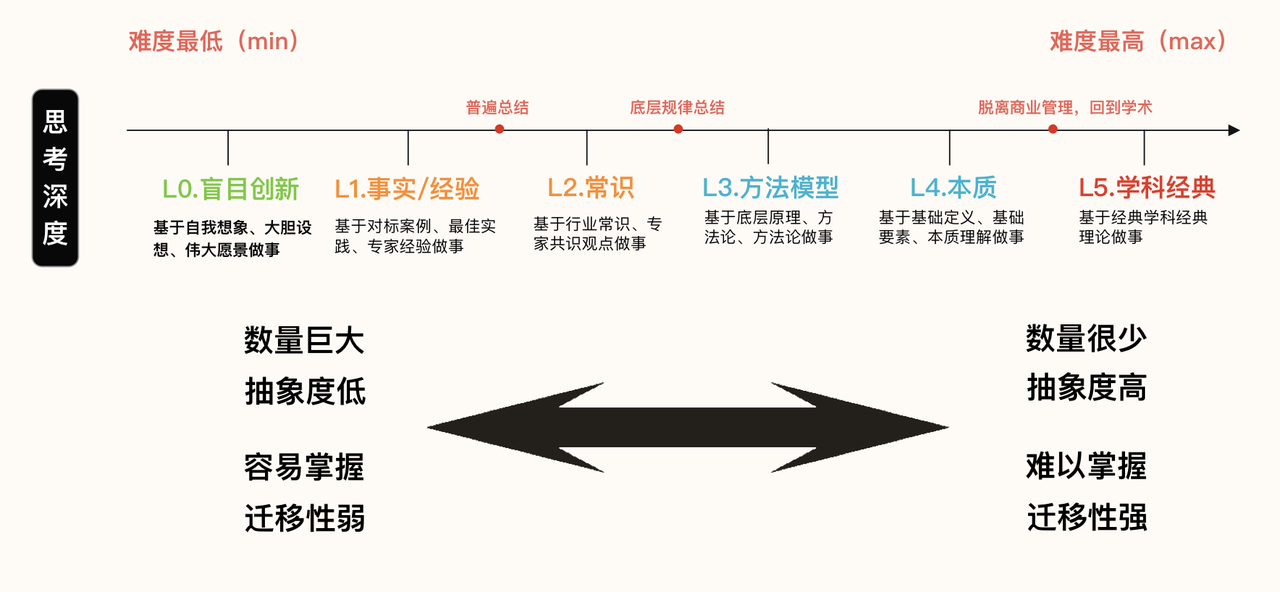 难度最低（min）
难度最高（max）
思考深度
普遍总结
底层规律总结
脱离商业管理，回到学术
L0.盲目创新
基于自我想象、大胆设
想、伟大愿景做事
L1.事实/经验
基于对标案例、最佳实
践、专家经验做事
L2.常识
基于行业常识、专
家共识观点做事
L3.方法模型
基于底层原理、方
法论、方法论做事
L4.本质
基于基础定义、基础
要素、本质理解做事
L5.学科经典
基于经典学科经典
理论做事
数量巨大
抽象度低
容易掌握
迁移性弱
数量很少
抽象度高
难以掌握
迁移性强